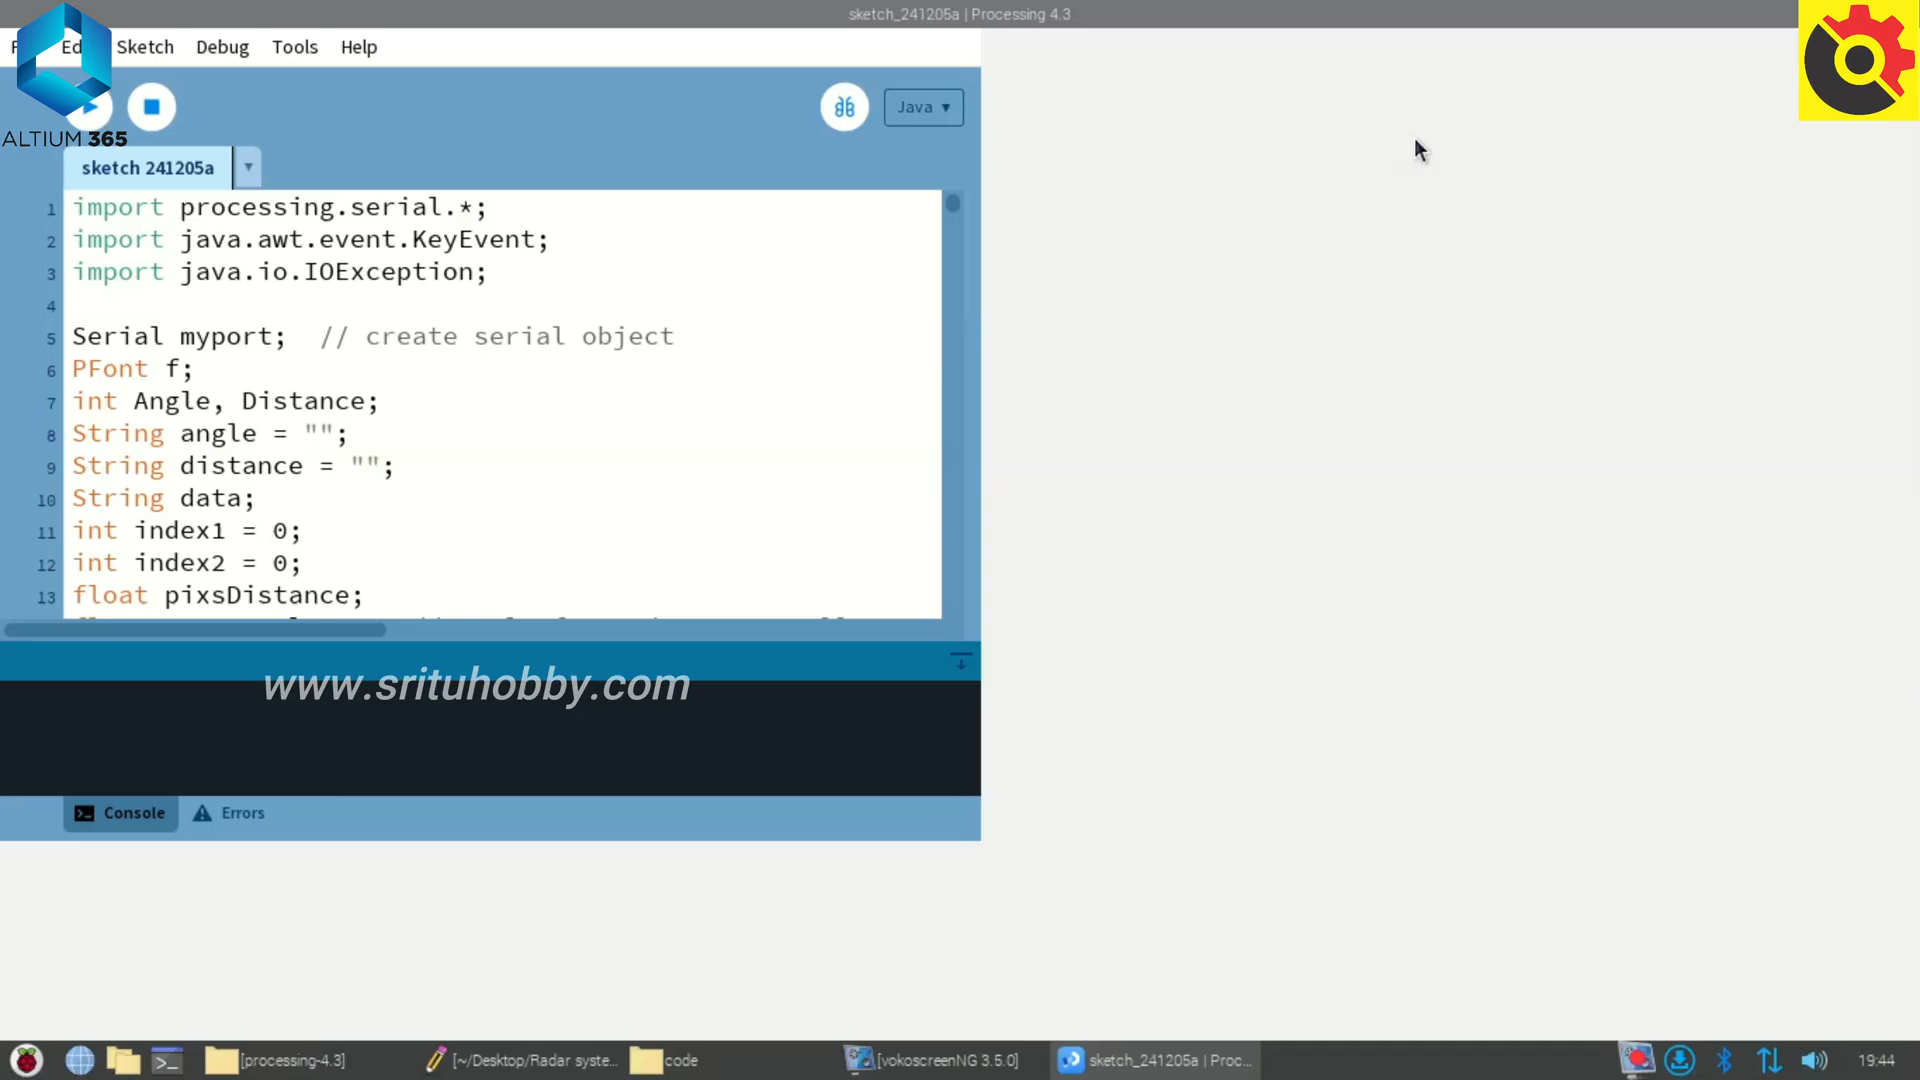 sketch_241205a | Processing 4.3
Sketch Debug Tools Help
Java
ALTIUM 365
sketch 241205a
1 import processing.serial.*;
2 import java.awt.event.KeyEvent;
3 import java.io.IOException;
4
5 Serial myport;  // create serial object
6 PFont f;
7 int Angle, Distance;
8 String angle = "";
9 String distance = "";
10 String data;
11 int index1 = 0;
12 int index2 = 0;
13 float pixsDistance;
www.srituhobby.com
Console Errors
[processing-4.3] [~/Desktop/Radar syste... code [vokoscreenNG 3.5.0] sketch_241205a | Proc... 19:44